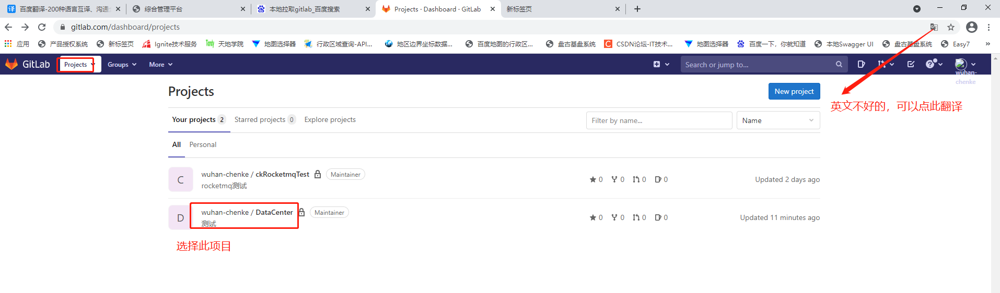 百度翻译-200种语言互译、沟通
综合管理平台
本地拉取gitlab_百度搜索
Projects · Dashboard · GitLab
新标签页
gitlab.com/dashboard/projects
应用
产品授权系统
新标签页
Ignite技术服务
天地学院
地图选择器
行政区域查询-API...
地区边界坐标数据...
百度地图的行政区...
盘古基盘系统
CSDN论坛-IT技术...
地图选择器
百度一下，你就知道
本地Swagger UI
盘古基盘系统
Easy7
GitLab
Projects
Groups
More
Search or jump to...
wuhan-
chenke
Projects
New project
英文不好的，可以点此翻译
Your projects 2
Starred projects 0
Explore projects
Filter by name...
Name
All
Personal
C
wuhan-chenke / ckRocketmqTest
Maintainer
rocketmq测试
0
0
0
0
Updated 2 days ago
D
wuhan-chenke / DataCenter
Maintainer
测试
0
0
0
0
Updated 11 minutes ago
选择此项目